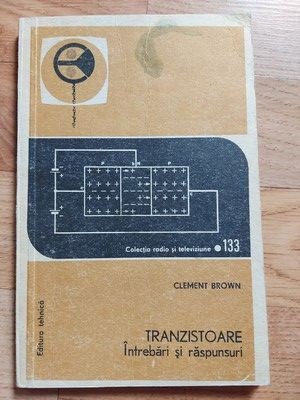 Colecția radio și televiziune • 133
CLEMENT BROWN
TRANZISTOARE
Întrebări și răspunsuri
Editura tehnică